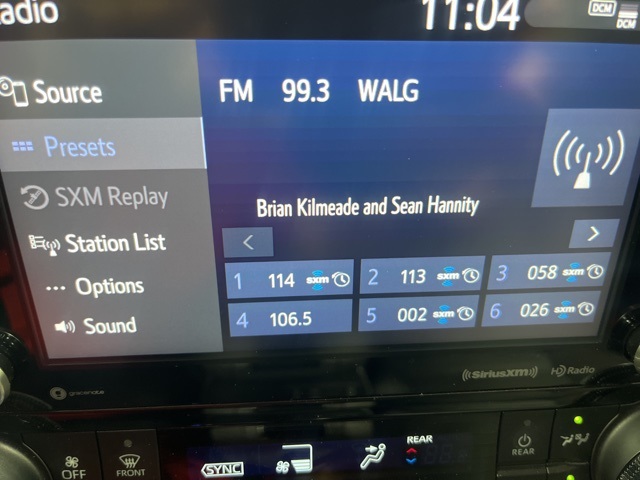 adio
11:04
DCM
DCM
Source
FM 99.3 WALG
Presets
SXM Replay
Brian Kilmeade and Sean Hannity
Station List
< >
1 114 sxm
2 113 sxm
3 058 sxm
Options
4 106.5
5 002 sxm
6 026 sxm
Sound
((SiriusXM)) HD Radio
gracenote
OFF
FRONT
SYNC
REAR
REAR